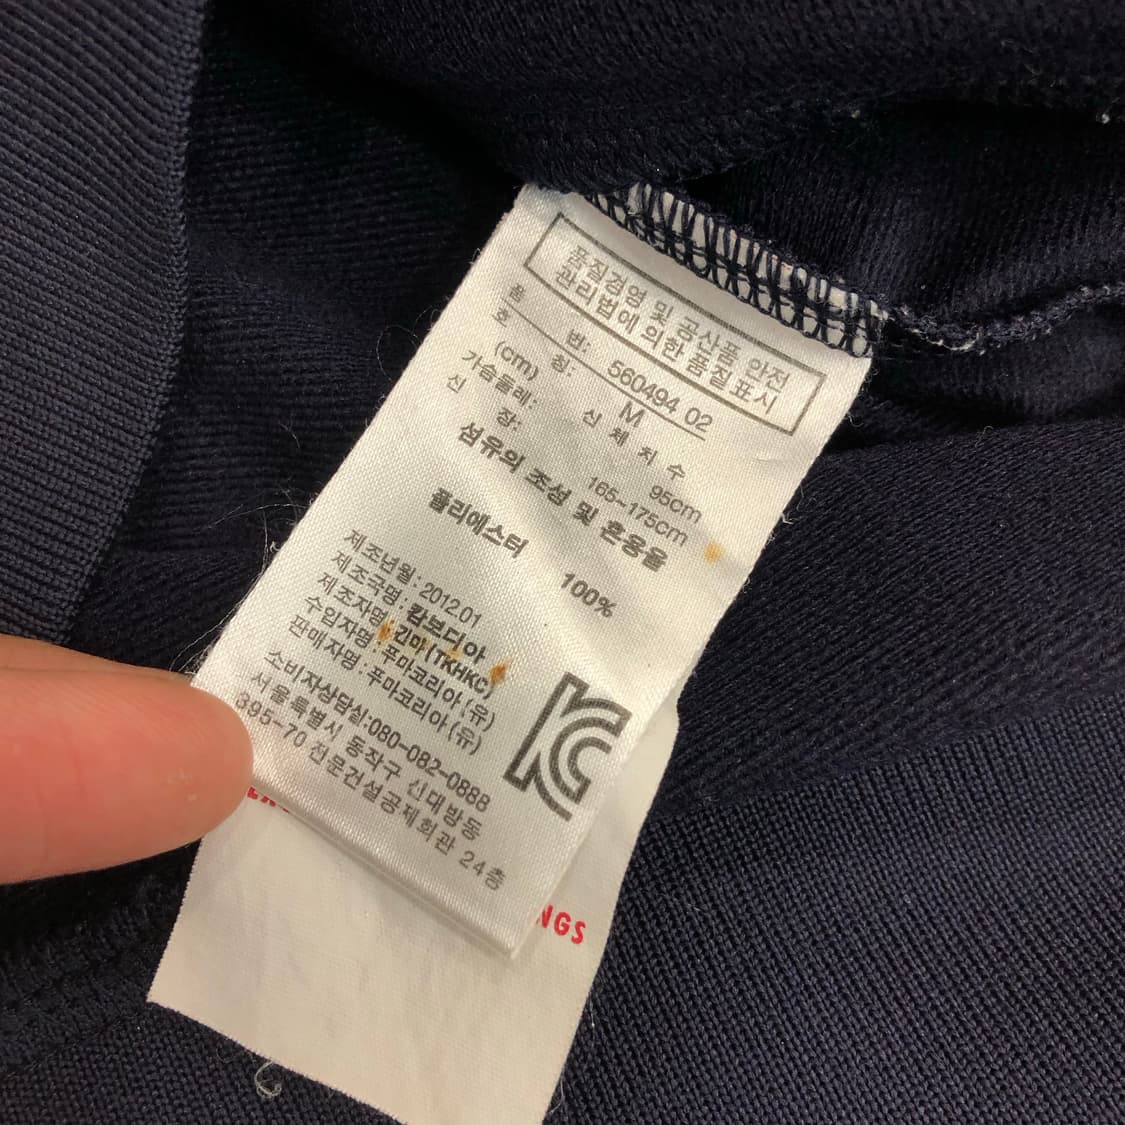 품질경영 및 공산품 안전
관리법에 의한 품질표시
품 번: 560494 02
호 칭: M
(cm) 신 체 치 수
가슴둘레: 95cm
신 장: 165~175cm
섬유의 조성 및 혼용율
폴리에스터 100%
제조년월: 2012.01
제조국명: 캄보디아
제조자명: 긴마(TKHKC)
수입자명: 푸마코리아(유)
판매자명: 푸마코리아(유)
소비자상담실:080-082-0888
서울특별시 동작구 신대방동
395-70 전문건설공제회관 24층
NGS